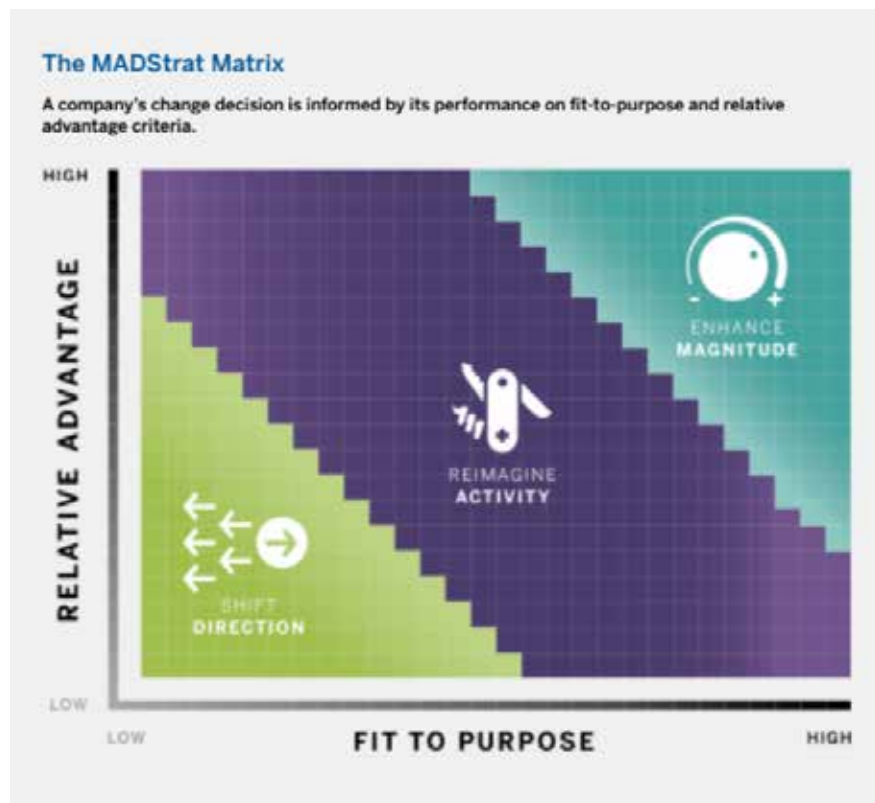 The MADStrat Matrix
A company's change decision is informed by its performance on fit-to-purpose and relative
advantage criteria.
HIGH
RELATIVE ADVANTAGE
ENHANCE
MAGNITUDE
REIMAGINE
ACTIVITY
SHIFT
DIRECTION
LOW
LOW
FIT TO PURPOSE
HIGH